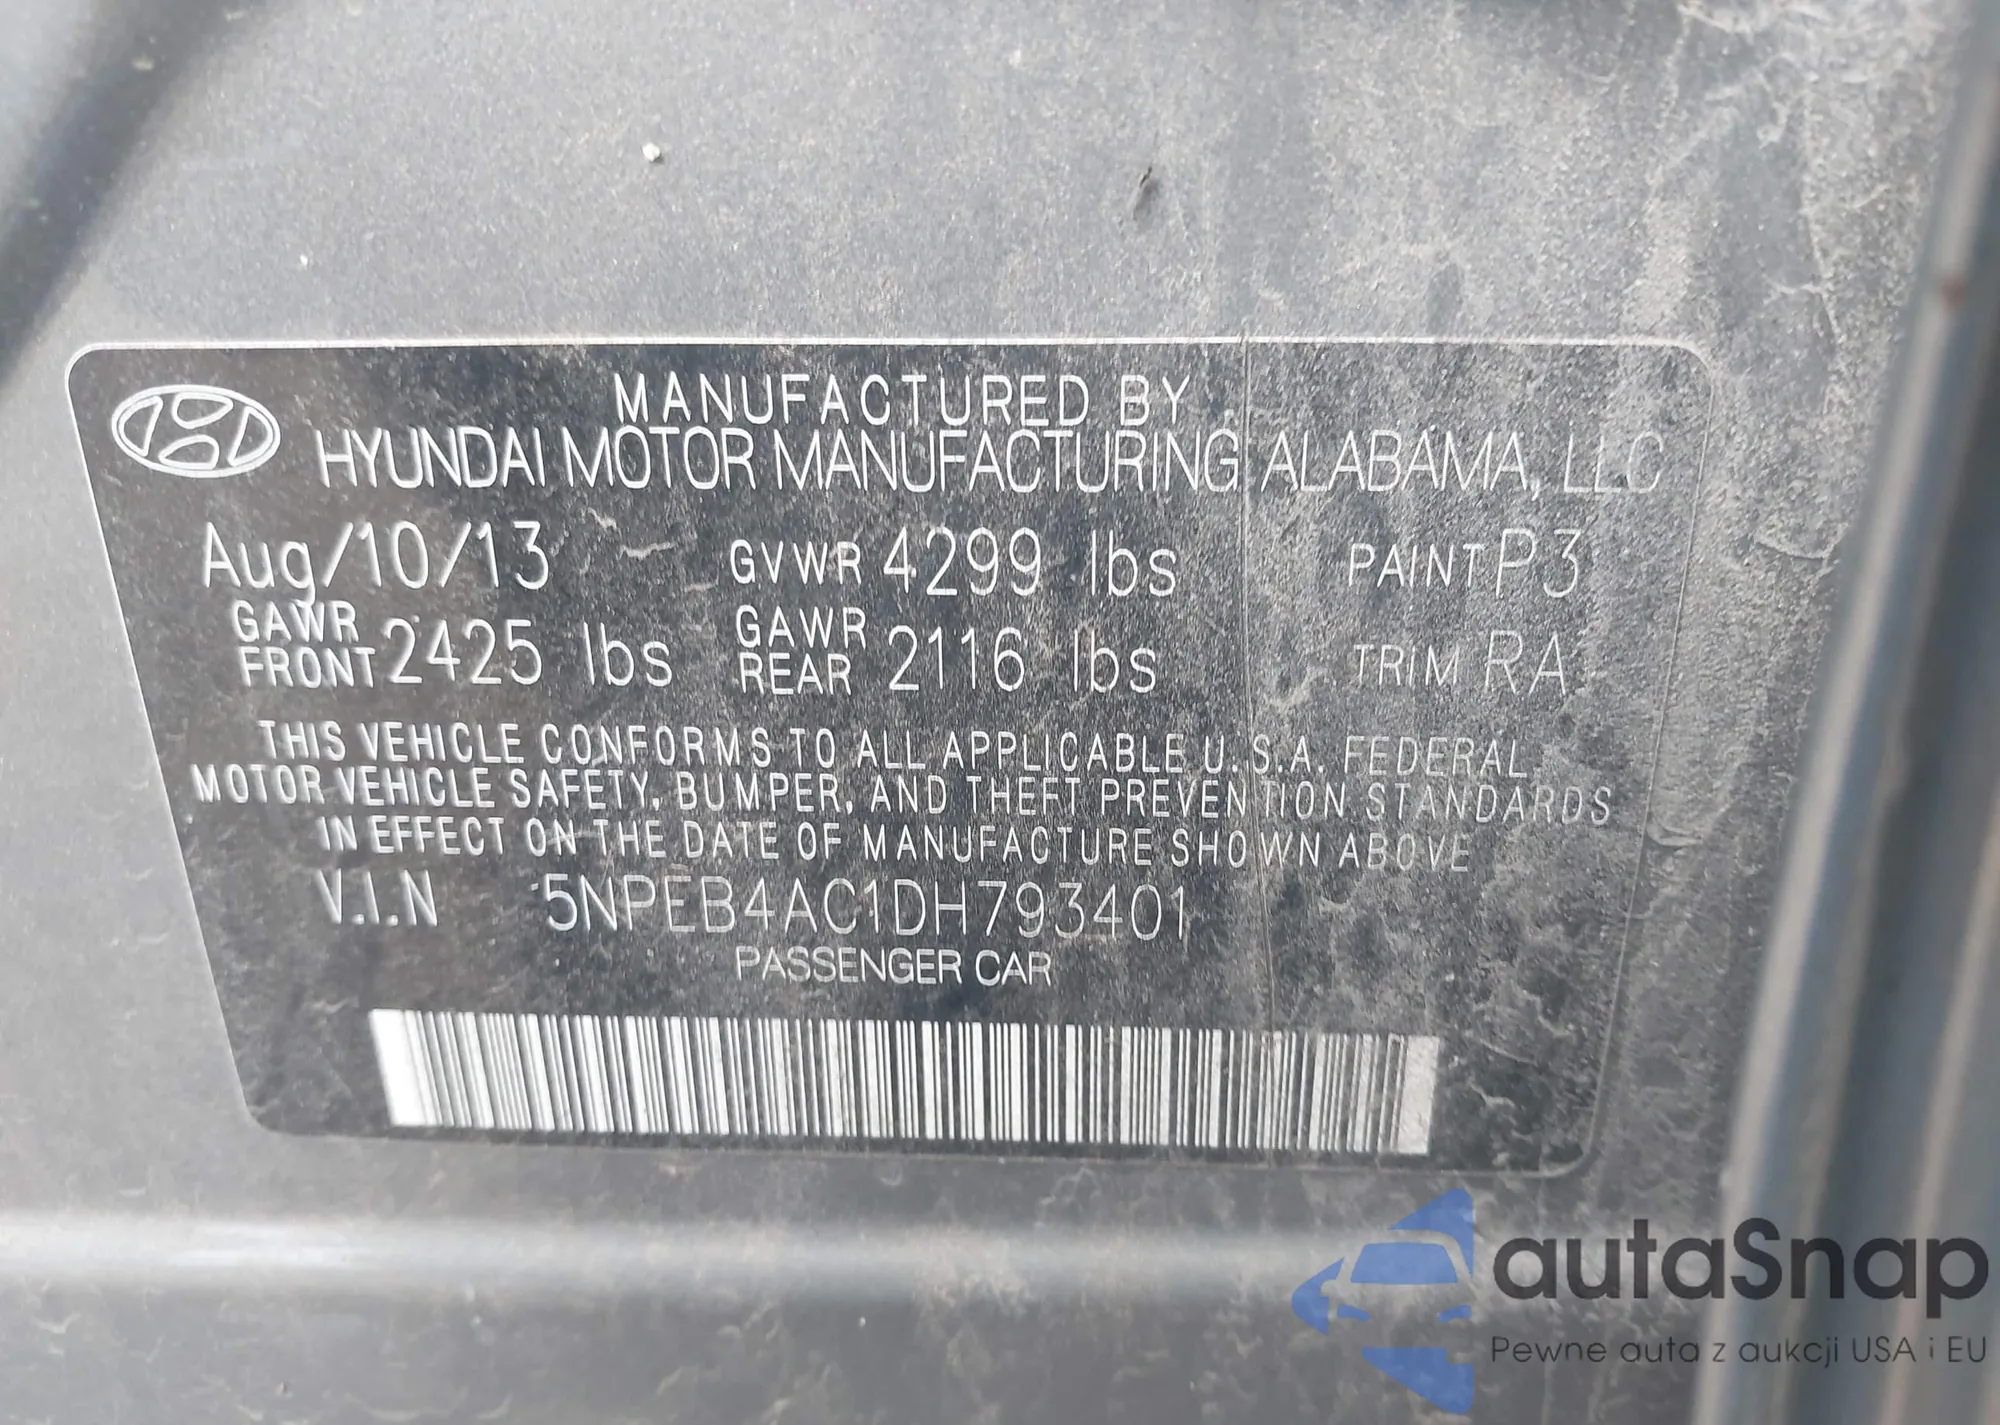 MANUFACTURED BY
HYUNDAI MOTOR MANUFACTURING ALABAMA, LLC
Aug/10/13 GVWR 4299 lbs PAINT P3
GAWR FRONT 2425 lbs GAWR REAR 2116 lbs TRIM RA
THIS VEHICLE CONFORMS TO ALL APPLICABLE U.S.A. FEDERAL
MOTOR VEHICLE SAFETY, BUMPER, AND THEFT PREVENTION STANDARDS
IN EFFECT ON THE DATE OF MANUFACTURE SHOWN ABOVE
V.I.N 5NPEB4AC1DH793401
PASSENGER CAR
autaSnap
Pewne auta z aukcji USA i EU